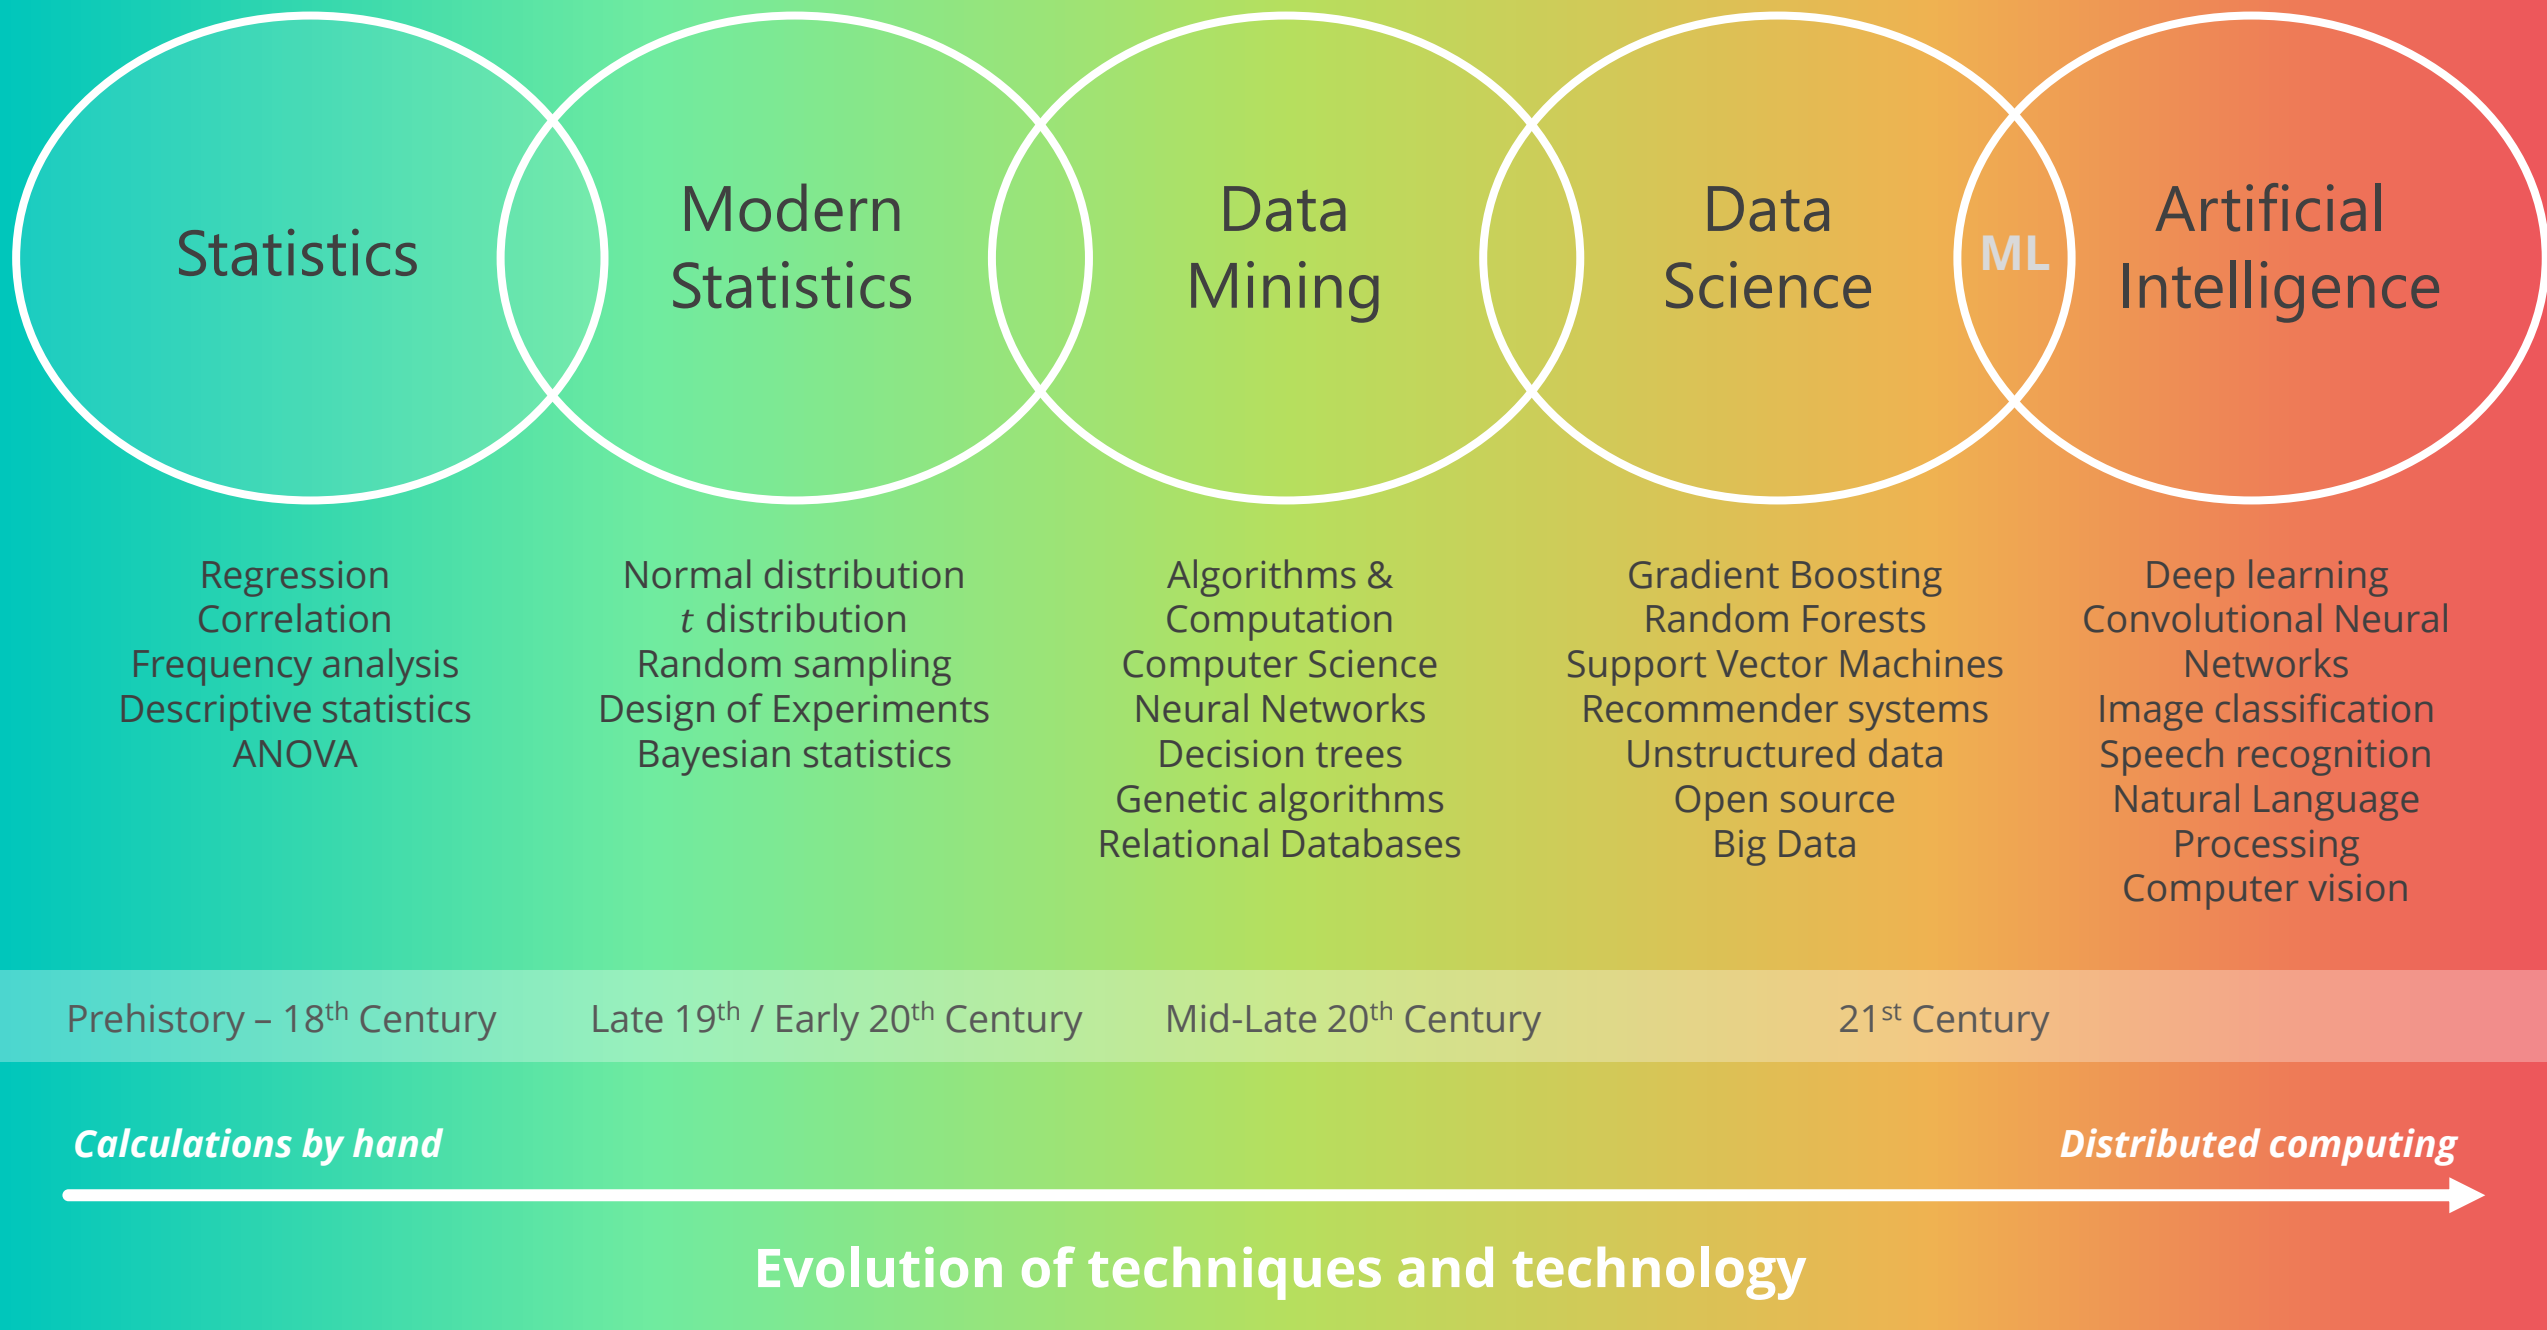 Statistics
Modern
Statistics
Data
Mining
Data
Science
ML
Artificial
Intelligence
Regression
Correlation
Frequency analysis
Descriptive statistics
ANOVA
Normal distribution
t distribution
Random sampling
Design of Experiments
Bayesian statistics
Algorithms &
Computation
Computer Science
Neural Networks
Decision trees
Genetic algorithms
Relational Databases
Gradient Boosting
Random Forests
Support Vector Machines
Recommender systems
Unstructured data
Open source
Big Data
Deep learning
Convolutional Neural
Networks
Image classification
Speech recognition
Natural Language
Processing
Computer vision
Prehistory – 18th Century
Late 19th / Early 20th Century
Mid-Late 20th Century
21st Century
Calculations by hand
Distributed computing
Evolution of techniques and technology